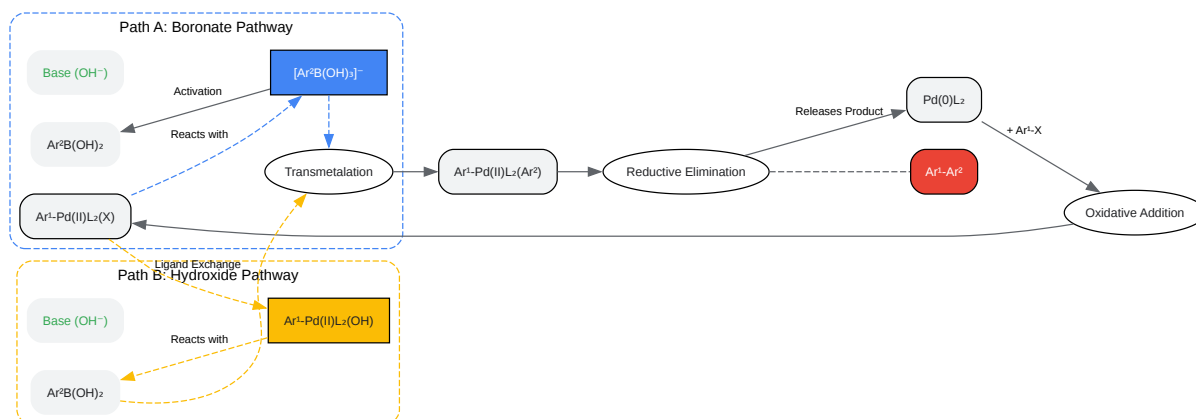 Path A: Boronate Pathway
Base (OH⁻)
[Ar²B(OH)₃]⁻
Activation
Reacts with
Ar²B(OH)₂
Transmetalation
Ar¹-Pd(II)L₂(X)
Ar¹-Pd(II)L₂(Ar²)
Reductive Elimination
Releases Product
Pd(0)L₂
+ Ar¹-X
Ar¹-Ar²
Oxidative Addition
Ligand Exchange
Path B: Hydroxide Pathway
Base (OH⁻)
Ar¹-Pd(II)L₂(OH)
Reacts with
Ar²B(OH)₂